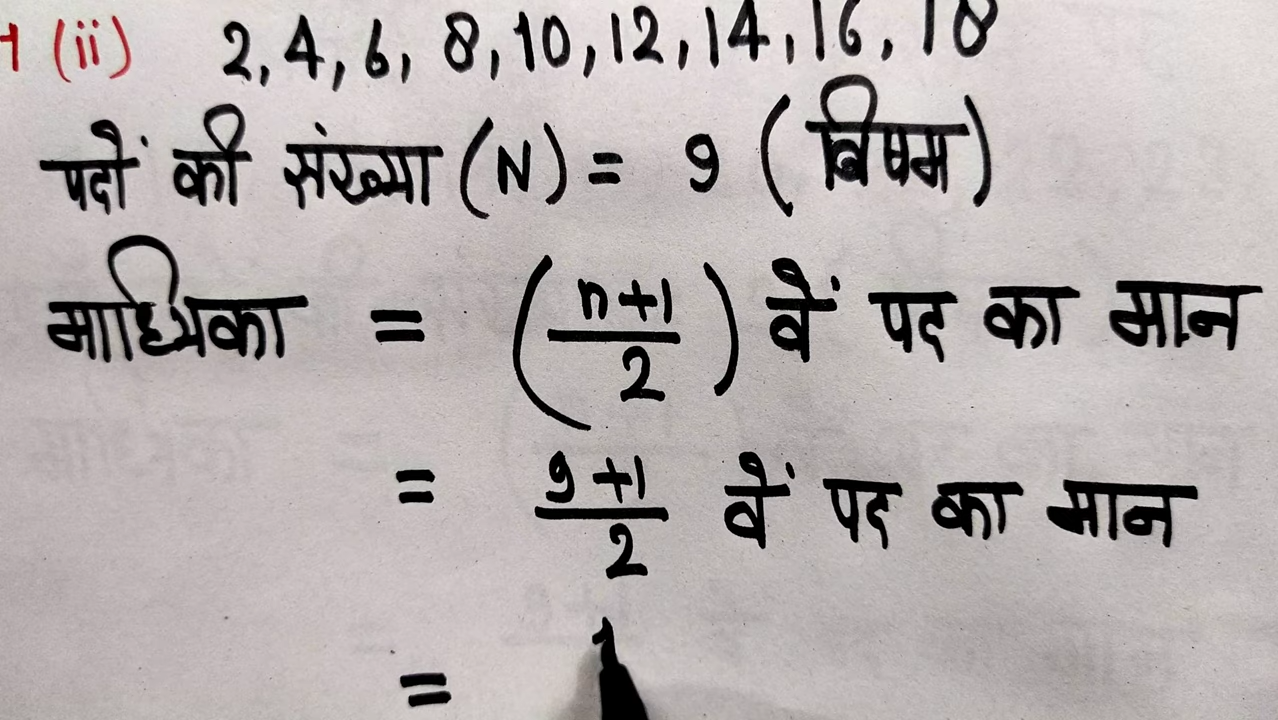 1 (ii) 2, 4, 6, 8, 10, 12, 14, 16, 18
पदों की संख्या (N) = 9 (विषम)
माध्यिका = (n+1/2) वें पद का मान
= 9+1/2 वें पद का मान
=